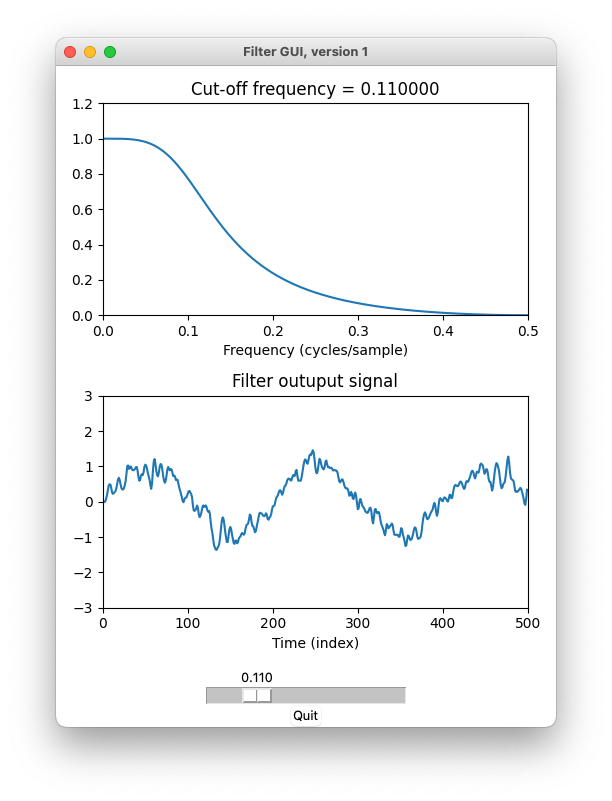 Filter GUI, version 1
Cut-off frequency = 0.110000
1.2
1.0
0.8
0.6
0.4
0.2
0.0
0.0 0.1 0.2 0.3 0.4 0.5
Frequency (cycles/sample)
Filter outuput signal
3
2
1
0
−1
−2
−3
0 100 200 300 400 500
Time (index)
0.110
Quit